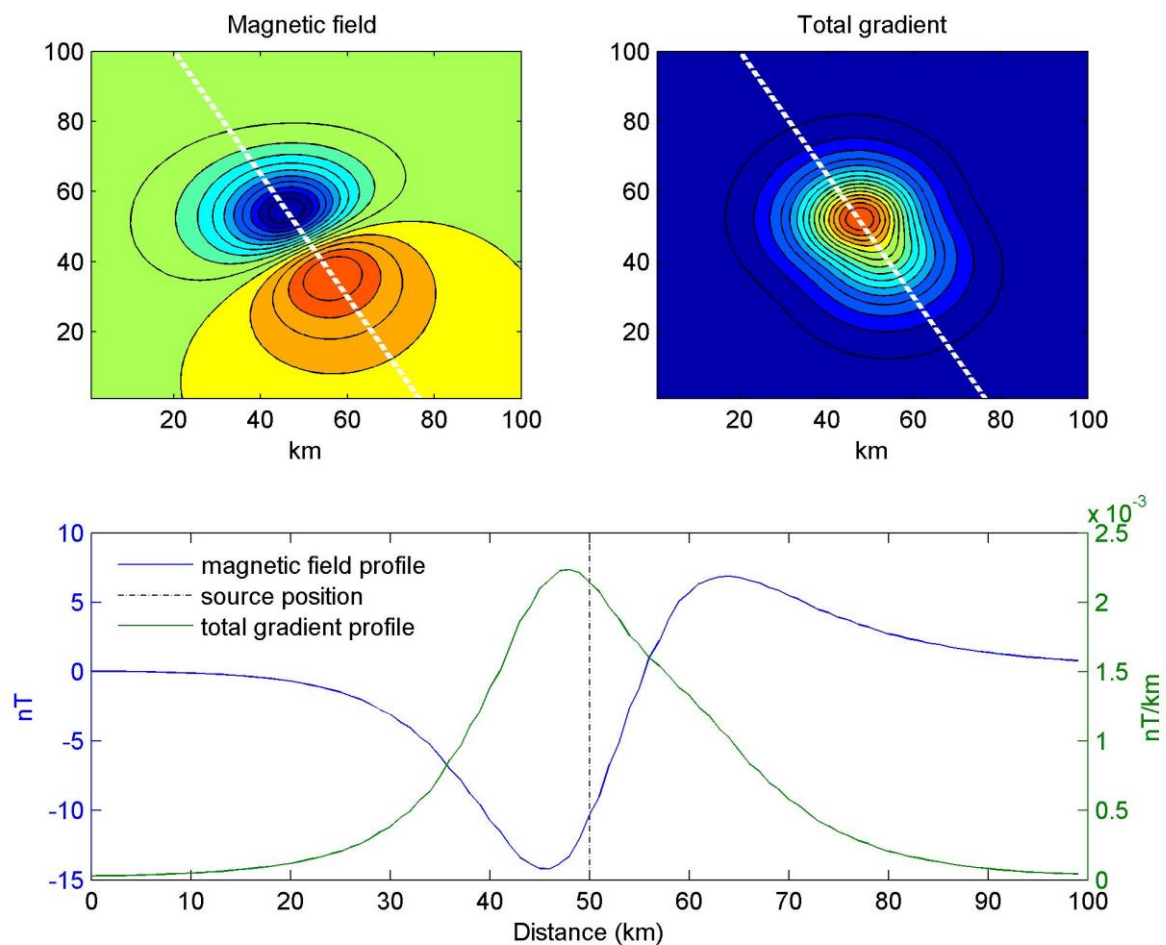 Magnetic field
100
80
60
40
20
20 40 60 80 100
km
Total gradient
100
80
60
40
20
20 40 60 80 100
km
x 10-3
10
5
0
-5
-10
-15
nT
magnetic field profile
source position
total gradient profile
2.5
2
1.5
1
0.5
0
nT/km
0 10 20 30 40 50 60 70 80 90 100
Distance (km)